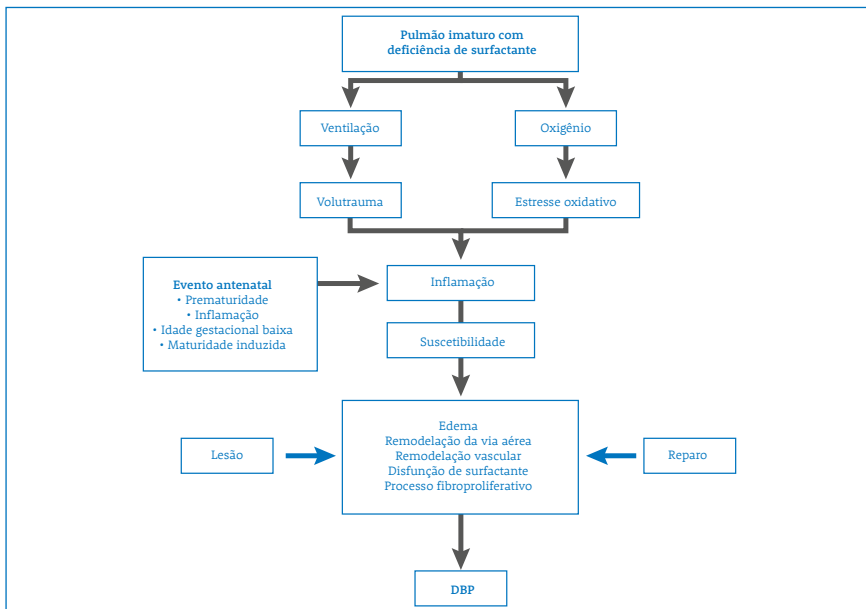 Pulmão imaturo com
deficiência de surfactante
Ventilação
Oxigênio
Volutrauma
Estresse oxidativo
Evento antenatal
• Prematuridade
• Inflamação
• Idade gestacional baixa
• Maturidade induzida
Inflamação
Suscetibilidade
Edema
Remodelação da via aérea
Remodelação vascular
Disfunção de surfactante
Processo fibroproliferativo
Lesão
Reparo
DBP